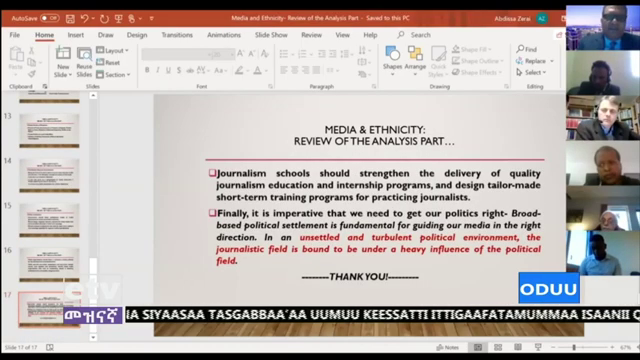 AutoSave Off
Media and Ethnicity- Review of the Analysis Part - Saved to this PC
Abdissa Zerai AZ
File Home Insert Draw Design Transitions Animations Slide Show Review View Help
Paste
New Slide
Reuse Slides
Layout
Reset
Section
Shapes
Arrange
Quick Styles
Shape Fill
Shape Outline
Shape Effects
Find
Replace
Select
Clipboard
Slides
Font
Paragraph
Drawing
Editing
13
14
15
16
17
MEDIA & ETHNICITY:
REVIEW OF THE ANALYSIS PART...
Journalism schools should strengthen the delivery of quality
journalism education and internship programs, and design tailor-made
short-term training programs for practicing journalists.
Finally, it is imperative that we need to get our politics right- Broad-
based political settlement is fundamental for guiding our media in the right
direction. In an unsettled and turbulent political environment, the
journalistic field is bound to be under a heavy influence of the political
field.
--------THANK YOU!--------
etv
መዝናኛ
ODUU
NA SIYAASAA TASGABBAA'AA UUMUU KEESSATTI ITTIGAAFATAMUMMAA ISAANII
Slide 17 of 17
Notes
67%